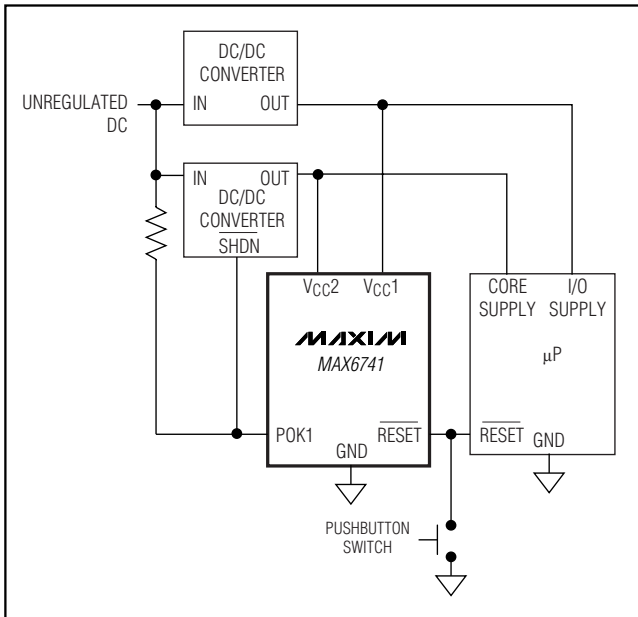 DC/DC
CONVERTER
UNREGULATED
DC
IN
OUT
IN
OUT
DC/DC
CONVERTER
SHDN
VCC2
VCC1
MAXIM
MAX6741
POK1
RESET
GND
CORE
SUPPLY
I/O
SUPPLY
µP
RESET
GND
PUSHBUTTON
SWITCH